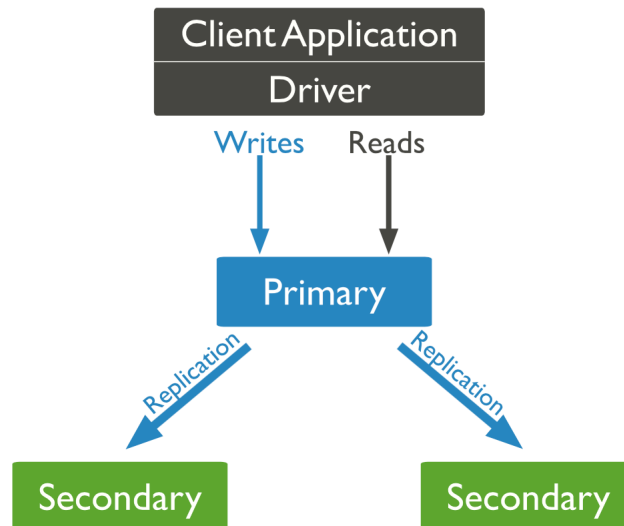 Client Application
Driver
Writes Reads
Primary
Replication Replication
Secondary Secondary